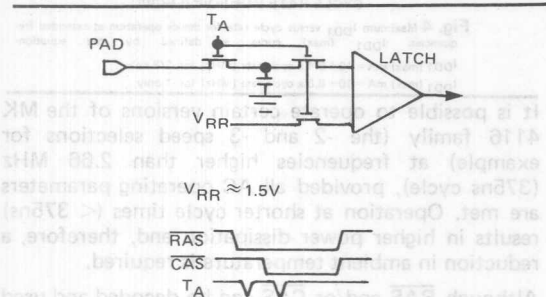 Fig. 4 Maximum IDD1 versus cycle rate for device operation at
TA
PAD
LATCH
VRR
It is possible to operate certain versions of the MK
4116 family (the -2 and -3 speed selections for
example) at frequencies higher than 2.66 MHz
(375ns cycle), provided all AC operating parameters
VRR ≈ 1.5V
are met. Operation at shorter cycle times (< 375ns)
results in higher power dissipation and, therefore, a
RAS
reduction in ambient temperature is required.
CAS
TA
Although RAS and/or CAS can be decoded and used